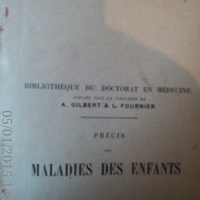 BIBLIOTHÈQUE DU DOCTORAT EN MÉDECINE
PUBLIÉE SOUS LA DIRECTION DE
A. GILBERT & L. FOURNIER
PRÉCIS
DES
MALADIES DES ENFANTS
05/01/2015